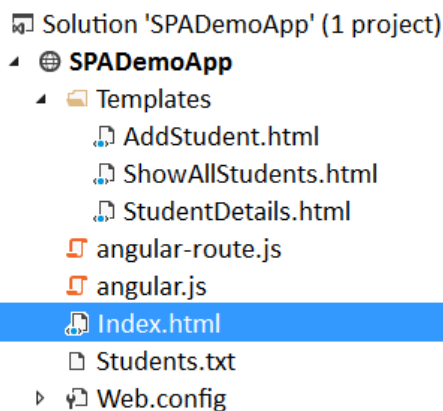 Solution 'SPADemoApp' (1 project)
SPADemoApp
Templates
AddStudent.html
ShowAllStudents.html
StudentDetails.html
angular-route.js
angular.js
Index.html
Students.txt
Web.config